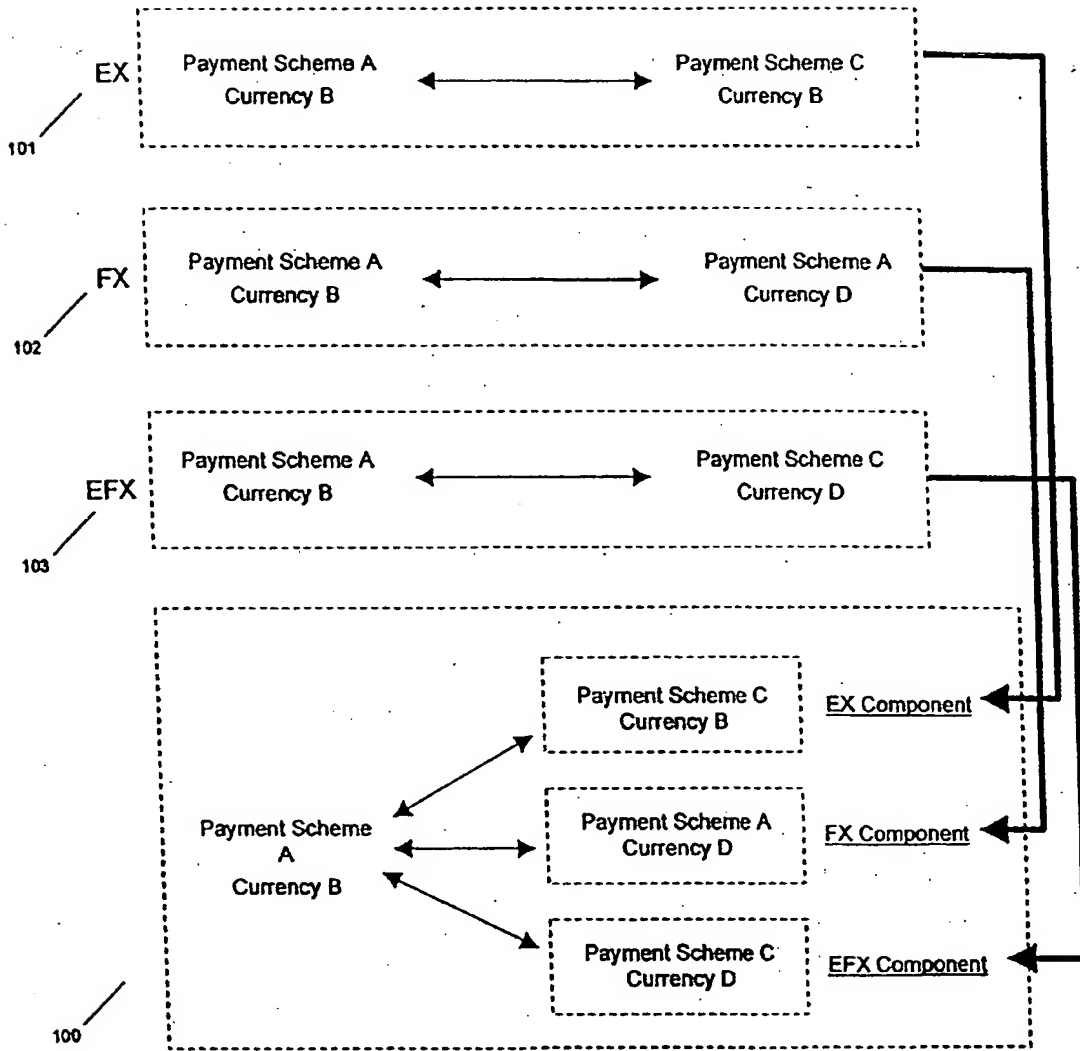 EX
Payment Scheme A
Currency B
Payment Scheme C
Currency B
101
FX
Payment Scheme A
Currency B
Payment Scheme A
Currency D
102
EFX
Payment Scheme A
Currency B
Payment Scheme C
Currency D
103
Payment Scheme C
Currency B
EX Component
Payment Scheme
A
Currency B
Payment Scheme A
Currency D
FX Component
Payment Scheme C
Currency D
EFX Component
100